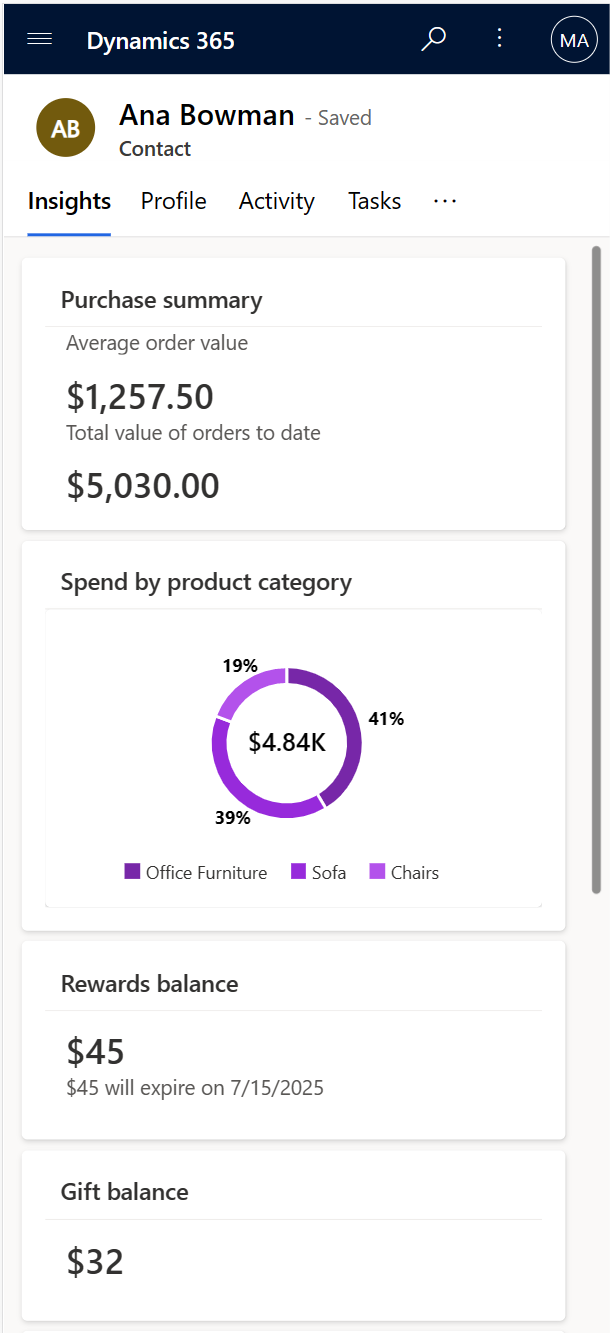 Dynamics 365
MA
AB
Ana Bowman - Saved
Contact
Insights Profile Activity Tasks ...
Purchase summary
Average order value
$1,257.50
Total value of orders to date
$5,030.00
Spend by product category
19%
41%
$4.84K
39%
Office Furniture Sofa Chairs
Rewards balance
$45
$45 will expire on 7/15/2025
Gift balance
$32